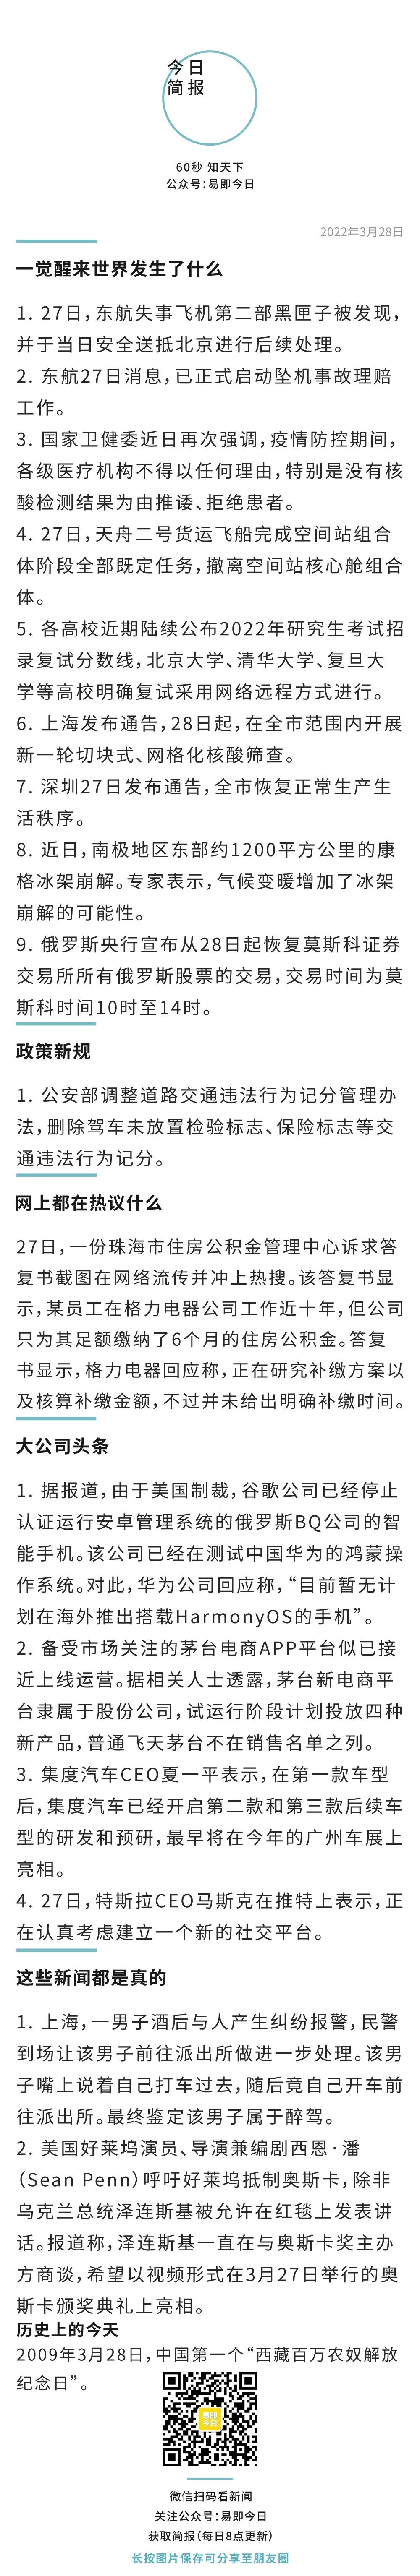 今日
简报
60秒 知天下
公众号：易即今日
2022年3月28日
一觉醒来世界发生了什么
1. 27日，东航失事飞机第二部黑匣子被发现，
并于当日安全送抵北京进行后续处理。
2. 东航27日消息，已正式启动坠机事故理赔
工作。
3. 国家卫健委近日再次强调，疫情防控期间，
各级医疗机构不得以任何理由，特别是没有核
酸检测结果为由推诿、拒绝患者。
4. 27日，天舟二号货运飞船完成空间站组合
体阶段全部既定任务，撤离空间站核心舱组合
体。
5. 各高校近期陆续公布2022年研究生考试招
录复试分数线，北京大学、清华大学、复旦大
学等高校明确复试采用网络远程方式进行。
6. 上海发布通告，28日起，在全市范围内开展
新一轮切块式、网格化核酸筛查。
7. 深圳27日发布通告，全市恢复正常生产生
活秩序。
8. 近日，南极地区东部约1200平方公里的康
格冰架崩解。专家表示，气候变暖增加了冰架
崩解的可能性。
9. 俄罗斯央行宣布从28日起恢复莫斯科证券
交易所所有俄罗斯股票的交易，交易时间为莫
斯科时间10时至14时。
政策新规
1. 公安部调整道路交通违法行为记分管理办
法，删除驾车未放置检验标志、保险标志等交
通违法行为记分。
网上都在热议什么
27日，一份珠海市住房公积金管理中心诉求答
复书截图在网络流传并冲上热搜。该答复书显
示，某员工在格力电器公司工作近十年，但公司
只为其足额缴纳了6个月的住房公积金。答复
书显示，格力电器回应称，正在研究补缴方案以
及核算补缴金额，不过并未给出明确补缴时间。
大公司头条
1. 据报道，由于美国制裁，谷歌公司已经停止
认证运行安卓管理系统的俄罗斯BQ公司的智
能手机。该公司已经在测试中国华为的鸿蒙操
作系统。对此，华为公司回应称，“目前暂无计
划在海外推出搭载HarmonyOS的手机”。
2. 备受市场关注的茅台电商APP平台似已接
近上线运营。据相关人士透露，茅台新电商平
台隶属于股份公司，试运行阶段计划投放四种
新产品，普通飞天茅台不在销售名单之列。
3. 集度汽车CEO夏一平表示，在第一款车型
后，集度汽车已经开启第二款和第三款后续车
型的研发和预研，最早将在今年的广州车展上
亮相。
4. 27日，特斯拉CEO马斯克在推特上表示，正
在认真考虑建立一个新的社交平台。
这些新闻都是真的
1. 上海，一男子酒后与人产生纠纷报警，民警
到场让该男子前往派出所做进一步处理。该男
子嘴上说着自己打车过去，随后竟自己开车前
往派出所。最终鉴定该男子属于醉驾。
2. 美国好莱坞演员、导演兼编剧西恩·潘
（Sean Penn）呼吁好莱坞抵制奥斯卡，除非
乌克兰总统泽连斯基被允许在红毯上发表讲
话。报道称，泽连斯基一直在与奥斯卡奖主办
方商谈，希望以视频形式在3月27日举行的奥
斯卡颁奖典礼上亮相。
历史上的今天
2009年3月28日，中国第一个“西藏百万农奴解放
纪念日”。
易即
今日
微信扫码看新闻
关注公众号：易即今日
获取简报（每日8点更新）
长按图片保存可分享至朋友圈